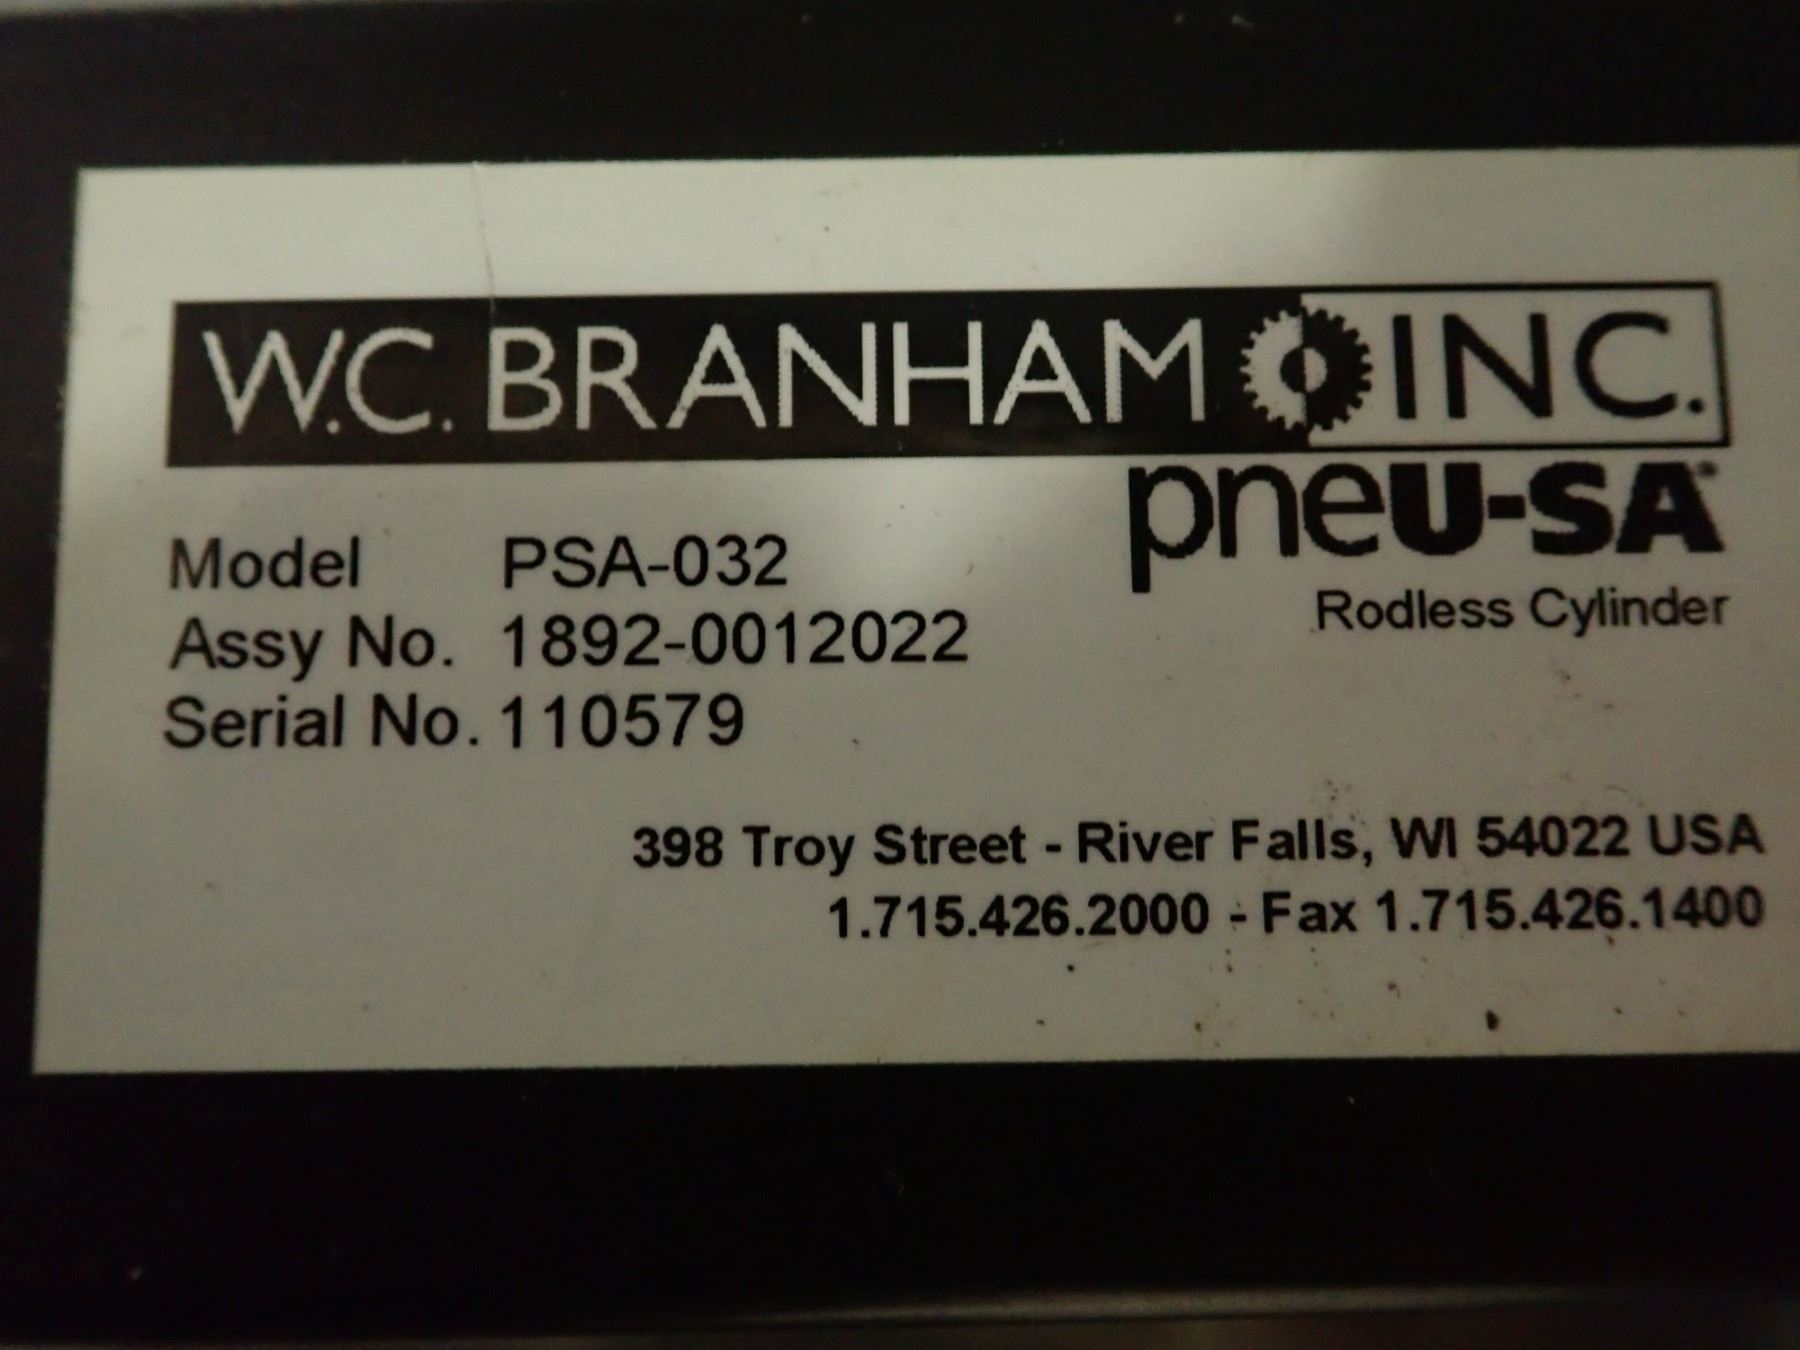 W.C. BRANHAM INC.
pneU-SA
Rodless Cylinder
Model PSA-032
Assy No. 1892-0012022
Serial No. 110579
398 Troy Street - River Falls, WI 54022 USA
1.715.426.2000 - Fax 1.715.426.1400